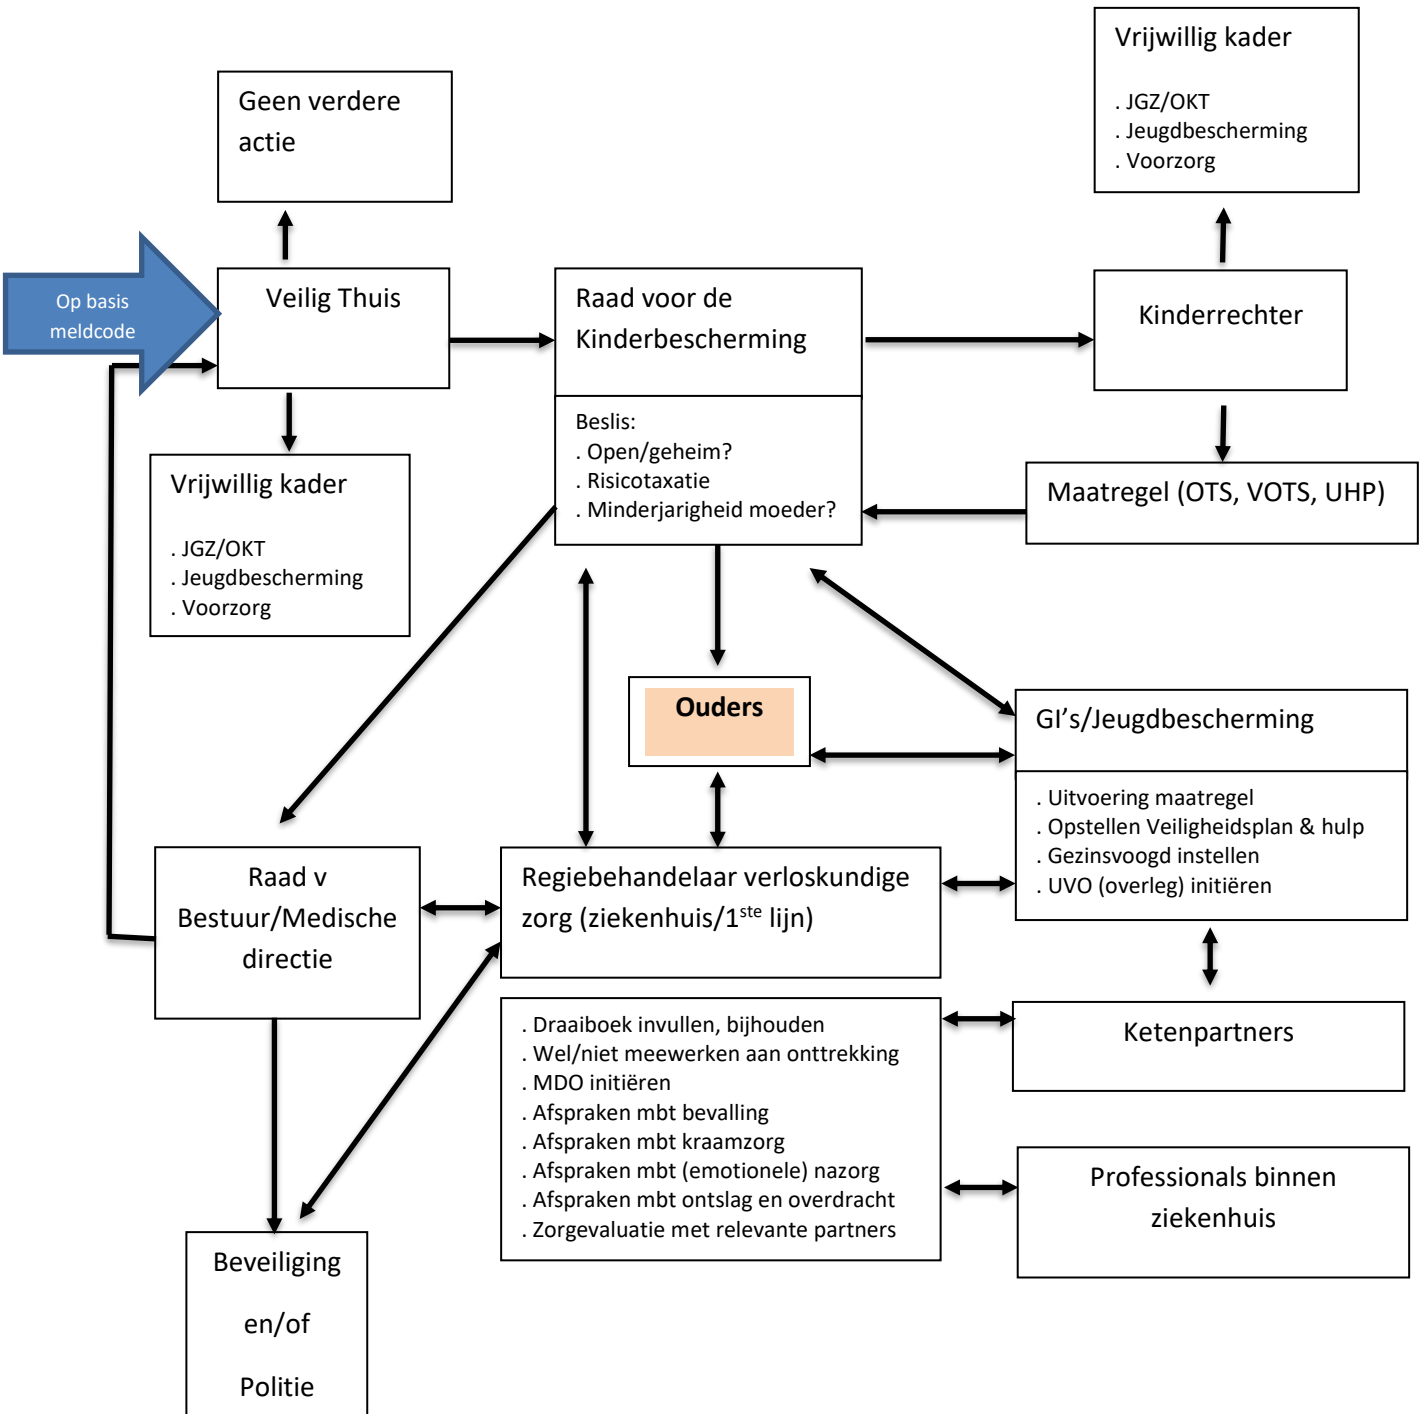 Vrijwillig kader
. JGZ/OKT
. Jeugdbescherming
. Voorzorg
Geen verdere
actie
Op basis
meldcode
Veilig Thuis
Raad voor de
Kinderbescherming
Kinderrechter
Beslis:
. Open/geheim?
. Risicotaxatie
. Minderjarigheid moeder?
Maatregel (OTS, VOTS, UHP)
Vrijwillig kader
. JGZ/OKT
. Jeugdbescherming
. Voorzorg
Ouders
GI’s/Jeugdbescherming
. Uitvoering maatregel
. Opstellen Veiligheidsplan & hulp
. Gezinsvoogd instellen
. UVO (overleg) initiëren
Raad v
Bestuur/Medische
directie
Regiebehandelaar verloskundige
zorg (ziekenhuis/1ste lijn)
. Draaiboek invullen, bijhouden
. Wel/niet meewerken aan onttrekking
. MDO initiëren
. Afspraken mbt bevalling
. Afspraken mbt kraamzorg
. Afspraken mbt (emotionele) nazorg
. Afspraken mbt ontslag en overdracht
. Zorgevaluatie met relevante partners
Ketenpartners
Professionals binnen
ziekenhuis
Beveiliging
en/of
Politie